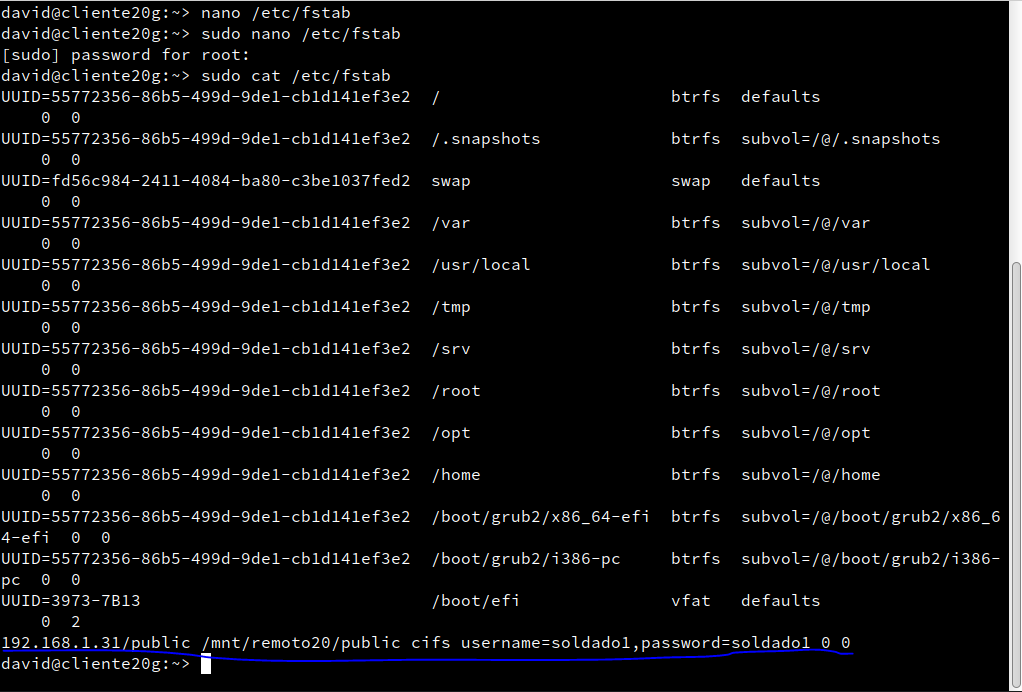 david@cliente20g:~> nano /etc/fstab
david@cliente20g:~> sudo nano /etc/fstab
[sudo] password for root:
david@cliente20g:~> sudo cat /etc/fstab
UUID=55772356-86b5-499d-9de1-cb1d141ef3e2  /                       btrfs  defaults
    0  0
UUID=55772356-86b5-499d-9de1-cb1d141ef3e2  /.snapshots             btrfs  subvol=/@/.snapshots
    0  0
UUID=fd56c984-2411-4084-ba80-c3be1037fed2  swap                    swap   defaults
    0  0
UUID=55772356-86b5-499d-9de1-cb1d141ef3e2  /var                    btrfs  subvol=/@/var
    0  0
UUID=55772356-86b5-499d-9de1-cb1d141ef3e2  /usr/local              btrfs  subvol=/@/usr/local
    0  0
UUID=55772356-86b5-499d-9de1-cb1d141ef3e2  /tmp                    btrfs  subvol=/@/tmp
    0  0
UUID=55772356-86b5-499d-9de1-cb1d141ef3e2  /srv                    btrfs  subvol=/@/srv
    0  0
UUID=55772356-86b5-499d-9de1-cb1d141ef3e2  /root                   btrfs  subvol=/@/root
    0  0
UUID=55772356-86b5-499d-9de1-cb1d141ef3e2  /opt                    btrfs  subvol=/@/opt
    0  0
UUID=55772356-86b5-499d-9de1-cb1d141ef3e2  /home                   btrfs  subvol=/@/home
    0  0
UUID=55772356-86b5-499d-9de1-cb1d141ef3e2  /boot/grub2/x86_64-efi  btrfs  subvol=/@/boot/grub2/x86_6
4-efi  0  0
UUID=55772356-86b5-499d-9de1-cb1d141ef3e2  /boot/grub2/i386-pc     btrfs  subvol=/@/boot/grub2/i386-
pc  0  0
UUID=3973-7B13                             /boot/efi               vfat   defaults
    0  2
192.168.1.31/public /mnt/remoto20/public cifs username=soldado1,password=soldado1 0 0
david@cliente20g:~>